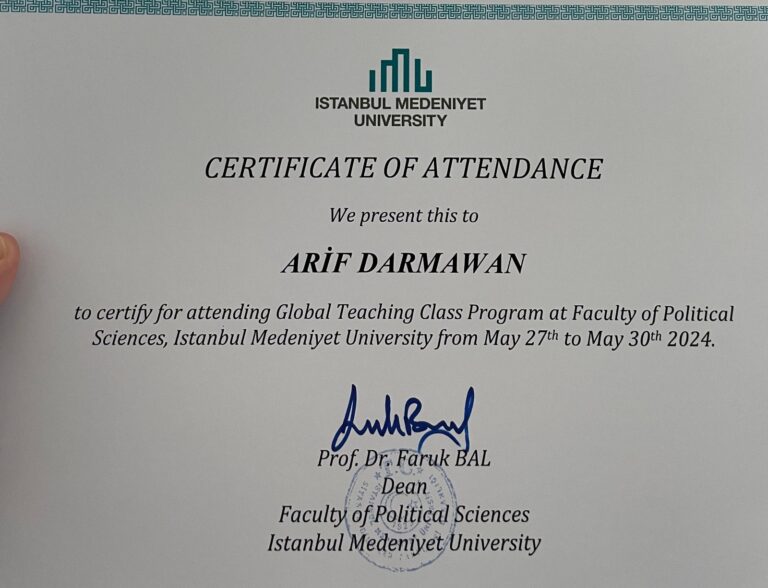 ISTANBUL MEDENIYET
UNIVERSITY
CERTIFICATE OF ATTENDANCE
We present this to
ARİF DARMAWAN
to certify for attending Global Teaching Class Program at Faculty of Political
Sciences, Istanbul Medeniyet University from May 27th to May 30th 2024.
Prof. Dr. Faruk BAL
Dean
Faculty of Political Sciences
Istanbul Medeniyet University